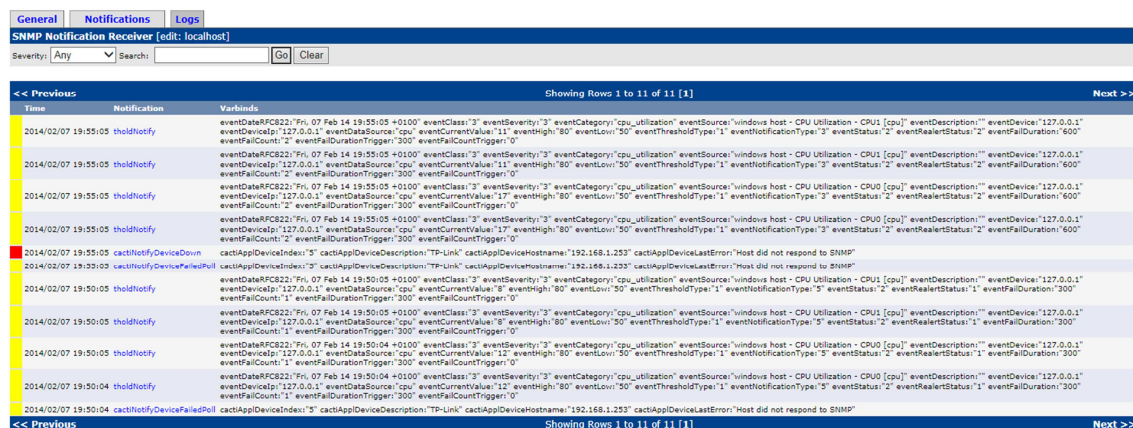 General Notifications Logs
SNMP Notification Receiver [edit: localhost]
Severity: Any Search: Go Clear
<< Previous Showing Rows 1 to 11 of 11 [1] Next >>
Time Notification Varbinds
eventDateRFC822:"Fri, 07 Feb 14 19:55:05 +0100" eventClass:"3" eventSeverity:"3" eventCategory:"cpu_utilization" eventSource:"windows host - CPU Utilization - CPU1 [cpu]" eventDescription:"" eventDevice:"127.0.0.1"
2014/02/07 19:55:05 tholdNotify eventDeviceIp:"127.0.0.1" eventDataSource:"cpu" eventCurrentValue:"11" eventHigh:"80" eventLow:"50" eventThresholdType:"1" eventNotificationType:"3" eventStatus:"2" eventRealertStatus:"2" eventFailDuration:"600"
eventFailCount:"2" eventFailDurationTrigger:"300" eventFailCountTrigger:"0"
eventDateRFC822:"Fri, 07 Feb 14 19:55:05 +0100" eventClass:"3" eventSeverity:"3" eventCategory:"cpu_utilization" eventSource:"windows host - CPU Utilization - CPU1 [cpu]" eventDescription:"" eventDevice:"127.0.0.1"
2014/02/07 19:55:05 tholdNotify eventDeviceIp:"127.0.0.1" eventDataSource:"cpu" eventCurrentValue:"11" eventHigh:"80" eventLow:"50" eventThresholdType:"1" eventNotificationType:"3" eventStatus:"2" eventRealertStatus:"2" eventFailDuration:"600"
eventFailCount:"2" eventFailDurationTrigger:"300" eventFailCountTrigger:"0"
eventDateRFC822:"Fri, 07 Feb 14 19:55:05 +0100" eventClass:"3" eventSeverity:"3" eventCategory:"cpu_utilization" eventSource:"windows host - CPU Utilization - CPU0 [cpu]" eventDescription:"" eventDevice:"127.0.0.1"
2014/02/07 19:55:05 tholdNotify eventDeviceIp:"127.0.0.1" eventDataSource:"cpu" eventCurrentValue:"17" eventHigh:"80" eventLow:"50" eventThresholdType:"1" eventNotificationType:"3" eventStatus:"2" eventRealertStatus:"2" eventFailDuration:"600"
eventFailCount:"2" eventFailDurationTrigger:"300" eventFailCountTrigger:"0"
eventDateRFC822:"Fri, 07 Feb 14 19:55:05 +0100" eventClass:"3" eventSeverity:"3" eventCategory:"cpu_utilization" eventSource:"windows host - CPU Utilization - CPU0 [cpu]" eventDescription:"" eventDevice:"127.0.0.1"
2014/02/07 19:55:05 tholdNotify eventDeviceIp:"127.0.0.1" eventDataSource:"cpu" eventCurrentValue:"17" eventHigh:"80" eventLow:"50" eventThresholdType:"1" eventNotificationType:"3" eventStatus:"2" eventRealertStatus:"2" eventFailDuration:"600"
eventFailCount:"2" eventFailDurationTrigger:"300" eventFailCountTrigger:"0"
2014/02/07 19:55:05 cactiNotifyDeviceDown cactiApplDeviceIndex:"5" cactiApplDeviceDescription:"TP-Link" cactiApplDeviceHostname:"192.168.1.253" cactiApplDeviceLastError:"Host did not respond to SNMP"
2014/02/07 19:55:05 cactiNotifyDeviceFailedPoll cactiApplDeviceIndex:"5" cactiApplDeviceDescription:"TP-Link" cactiApplDeviceHostname:"192.168.1.253" cactiApplDeviceLastError:"Host did not respond to SNMP"
eventDateRFC822:"Fri, 07 Feb 14 19:50:05 +0100" eventClass:"3" eventSeverity:"3" eventCategory:"cpu_utilization" eventSource:"windows host - CPU Utilization - CPU1 [cpu]" eventDescription:"" eventDevice:"127.0.0.1"
2014/02/07 19:50:05 tholdNotify eventDeviceIp:"127.0.0.1" eventDataSource:"cpu" eventCurrentValue:"8" eventHigh:"80" eventLow:"50" eventThresholdType:"1" eventNotificationType:"5" eventStatus:"2" eventRealertStatus:"1" eventFailDuration:"300"
eventFailCount:"1" eventFailDurationTrigger:"300" eventFailCountTrigger:"0"
eventDateRFC822:"Fri, 07 Feb 14 19:50:05 +0100" eventClass:"3" eventSeverity:"3" eventCategory:"cpu_utilization" eventSource:"windows host - CPU Utilization - CPU1 [cpu]" eventDescription:"" eventDevice:"127.0.0.1"
2014/02/07 19:50:05 tholdNotify eventDeviceIp:"127.0.0.1" eventDataSource:"cpu" eventCurrentValue:"8" eventHigh:"80" eventLow:"50" eventThresholdType:"1" eventNotificationType:"5" eventStatus:"2" eventRealertStatus:"1" eventFailDuration:"300"
eventFailCount:"1" eventFailDurationTrigger:"300" eventFailCountTrigger:"0"
eventDateRFC822:"Fri, 07 Feb 14 19:50:04 +0100" eventClass:"3" eventSeverity:"3" eventCategory:"cpu_utilization" eventSource:"windows host - CPU Utilization - CPU0 [cpu]" eventDescription:"" eventDevice:"127.0.0.1"
2014/02/07 19:50:04 tholdNotify eventDeviceIp:"127.0.0.1" eventDataSource:"cpu" eventCurrentValue:"12" eventHigh:"80" eventLow:"50" eventThresholdType:"1" eventNotificationType:"5" eventStatus:"2" eventRealertStatus:"1" eventFailDuration:"300"
eventFailCount:"1" eventFailDurationTrigger:"300" eventFailCountTrigger:"0"
eventDateRFC822:"Fri, 07 Feb 14 19:50:04 +0100" eventClass:"3" eventSeverity:"3" eventCategory:"cpu_utilization" eventSource:"windows host - CPU Utilization - CPU0 [cpu]" eventDescription:"" eventDevice:"127.0.0.1"
2014/02/07 19:50:04 tholdNotify eventDeviceIp:"127.0.0.1" eventDataSource:"cpu" eventCurrentValue:"12" eventHigh:"80" eventLow:"50" eventThresholdType:"1" eventNotificationType:"5" eventStatus:"2" eventRealertStatus:"1" eventFailDuration:"300"
eventFailCount:"1" eventFailDurationTrigger:"300" eventFailCountTrigger:"0"
2014/02/07 19:50:04 cactiNotifyDeviceFailedPoll cactiApplDeviceIndex:"5" cactiApplDeviceDescription:"TP-Link" cactiApplDeviceHostname:"192.168.1.253" cactiApplDeviceLastError:"Host did not respond to SNMP"
<< Previous Showing Rows 1 to 11 of 11 [1] Next >>